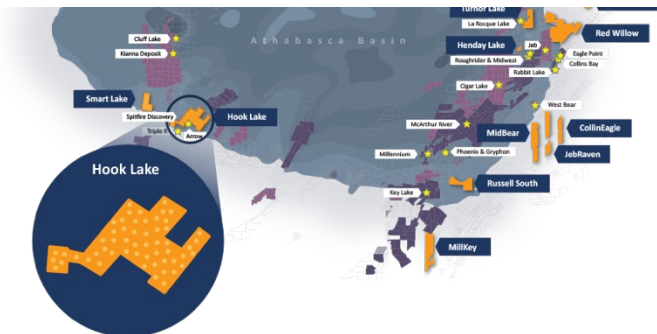 Turnor Lake
La Rocque Lake
Red Willow
Cluff Lake
Athabasca Basin
Henday Lake
Jeb
Kianna Deposit
Eagle Point
Roughrider & Midwest
Collins Bay
Rabbit Lake
Cigar Lake
Smart Lake
West Bear
Spitfire Discovery
Hook Lake
McArthur River
CollinEagle
Triple R
MidBear
Arrow
Millennium
Phoenix & Gryphon
JebRaven
Hook Lake
Russell South
Key Lake
MillKey